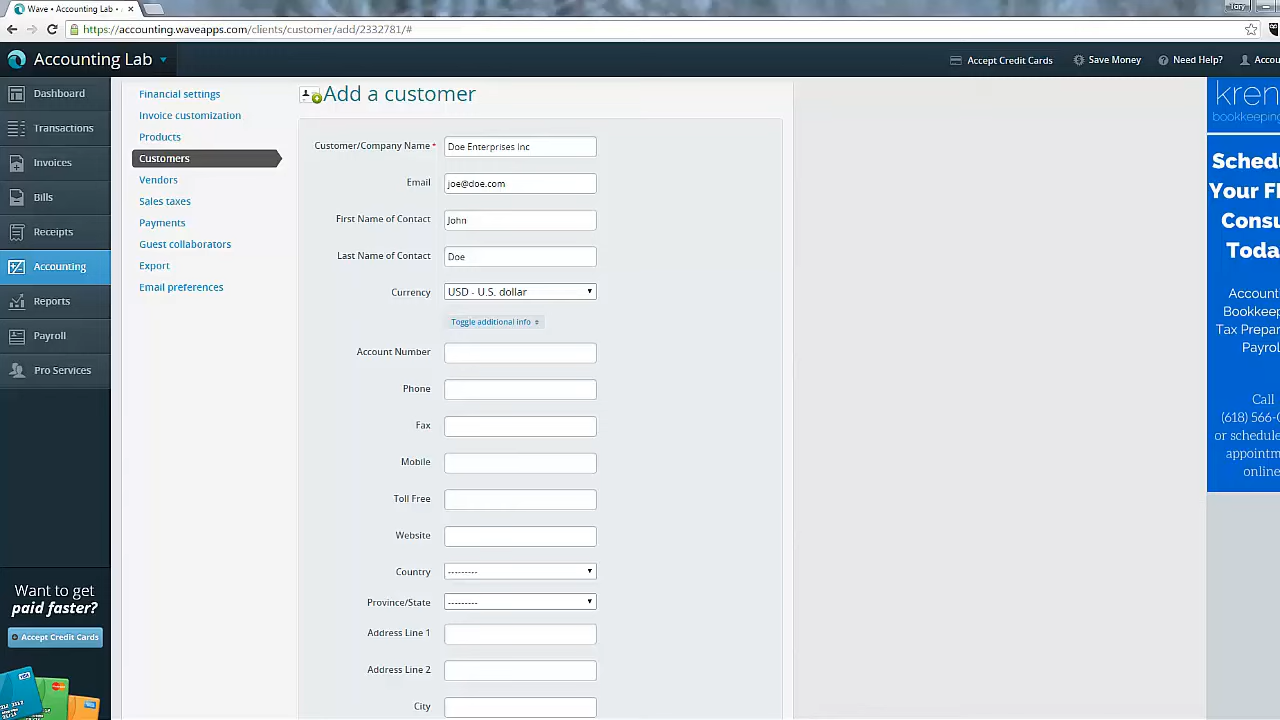 Wave • Accounting Lab •
Tory
https://accounting.waveapps.com/clients/customer/add/2332781/#
Accounting Lab
Accept Credit Cards
Save Money
Need Help?
Accou
Dashboard
Transactions
Invoices
Bills
Receipts
Accounting
Reports
Payroll
Pro Services
Want to get
paid faster?
Accept Credit Cards
Financial settings
Invoice customization
Products
Customers
Vendors
Sales taxes
Payments
Guest collaborators
Export
Email preferences
Add a customer
Customer/Company Name * Doe Enterprises Inc
Email joe@doe.com
First Name of Contact John
Last Name of Contact Doe
Currency USD - U.S. dollar
Toggle additional info
Account Number
Phone
Fax
Mobile
Toll Free
Website
Country ---------
Province/State ---------
Address Line 1
Address Line 2
City
kren
bookkeeping
Sched
Your F
Consu
Toda
Account
Bookkee
Tax Prepar
Payrol
Call
(618) 566-
or schedule
appointm
online